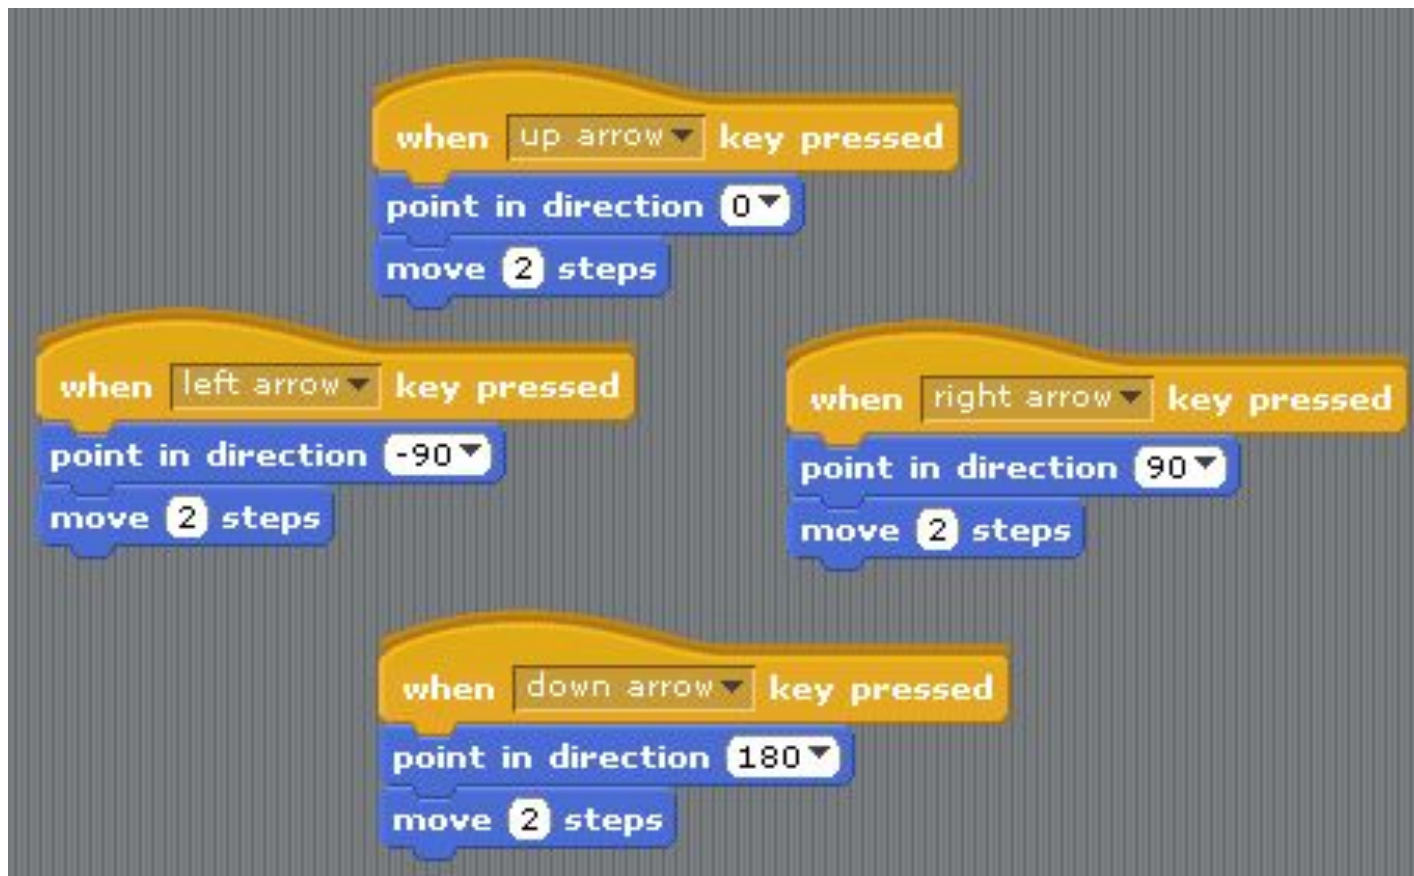 when up arrow key pressed
point in direction 0
move 2 steps
when left arrow key pressed
point in direction -90
move 2 steps
when right arrow key pressed
point in direction 90
move 2 steps
when down arrow key pressed
point in direction 180
move 2 steps